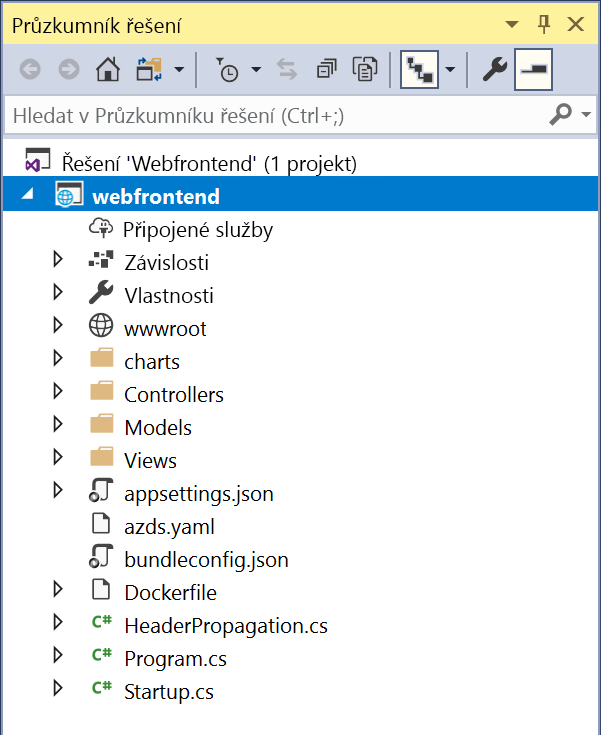 Průzkumník řešení
Hledat v Průzkumníku řešení (Ctrl+;)
Řešení 'Webfrontend' (1 projekt)
webfrontend
Připojené služby
Závislosti
Vlastnosti
wwwroot
charts
Controllers
Models
Views
appsettings.json
azds.yaml
bundleconfig.json
Dockerfile
C# HeaderPropagation.cs
C# Program.cs
C# Startup.cs